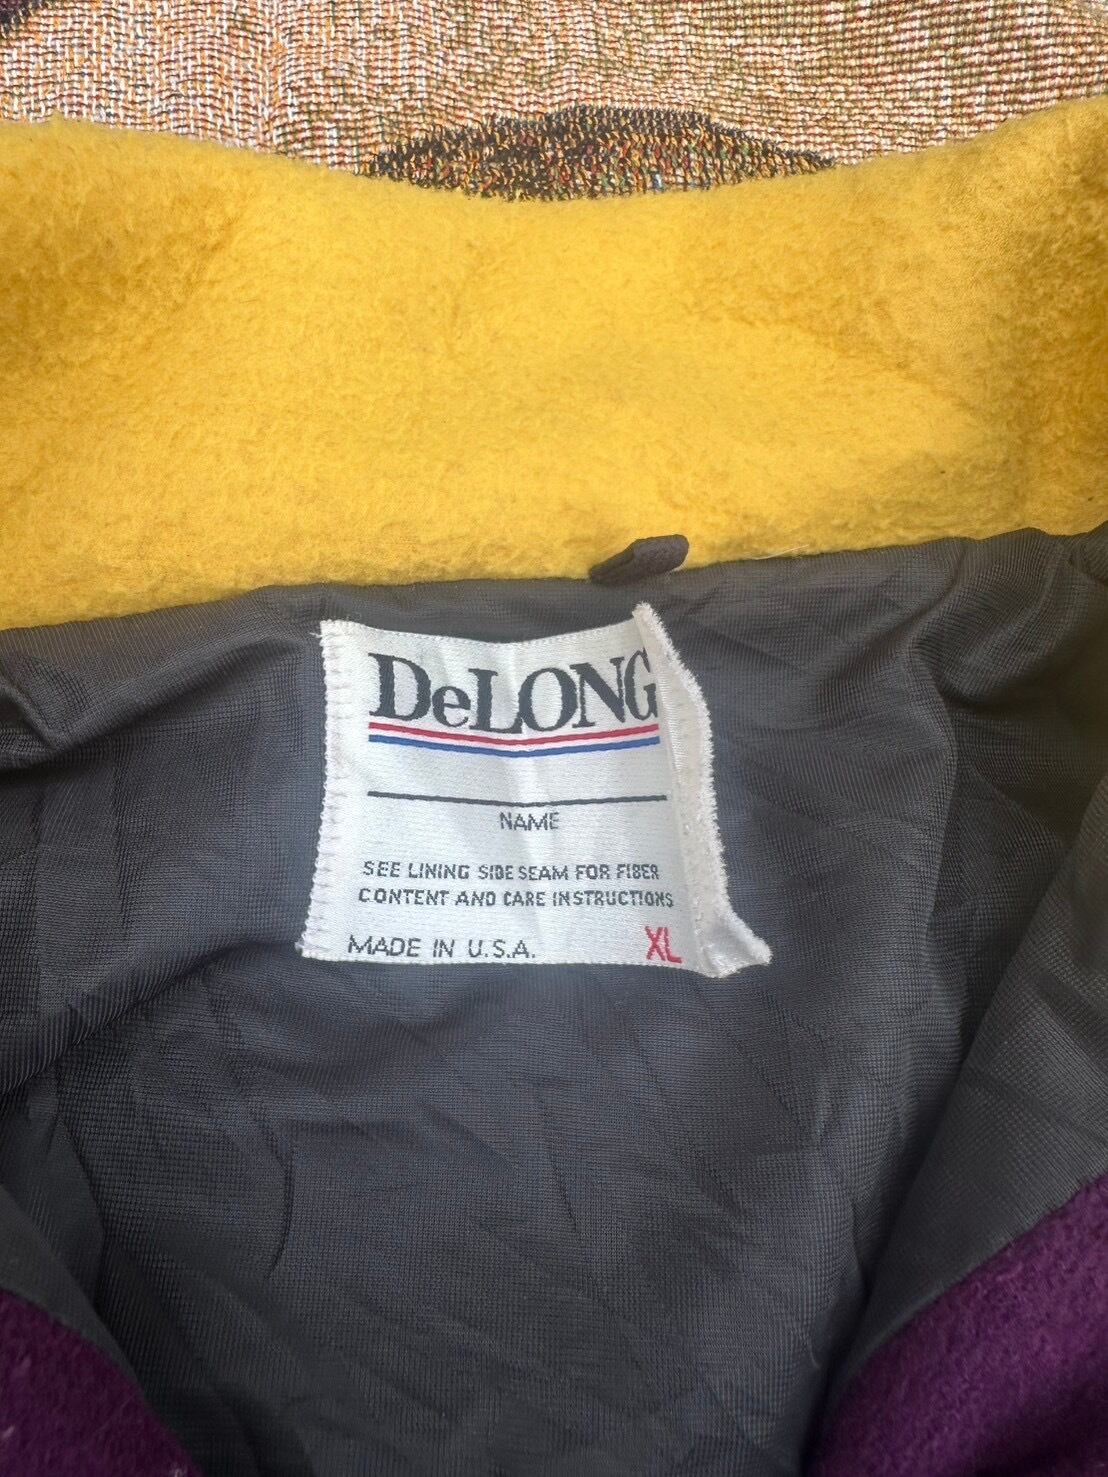 DeLONG
NAME
SEE LINING SIDE SEAM FOR FIBER
CONTENT AND CARE INSTRUCTIONS
MADE IN U.S.A. XL